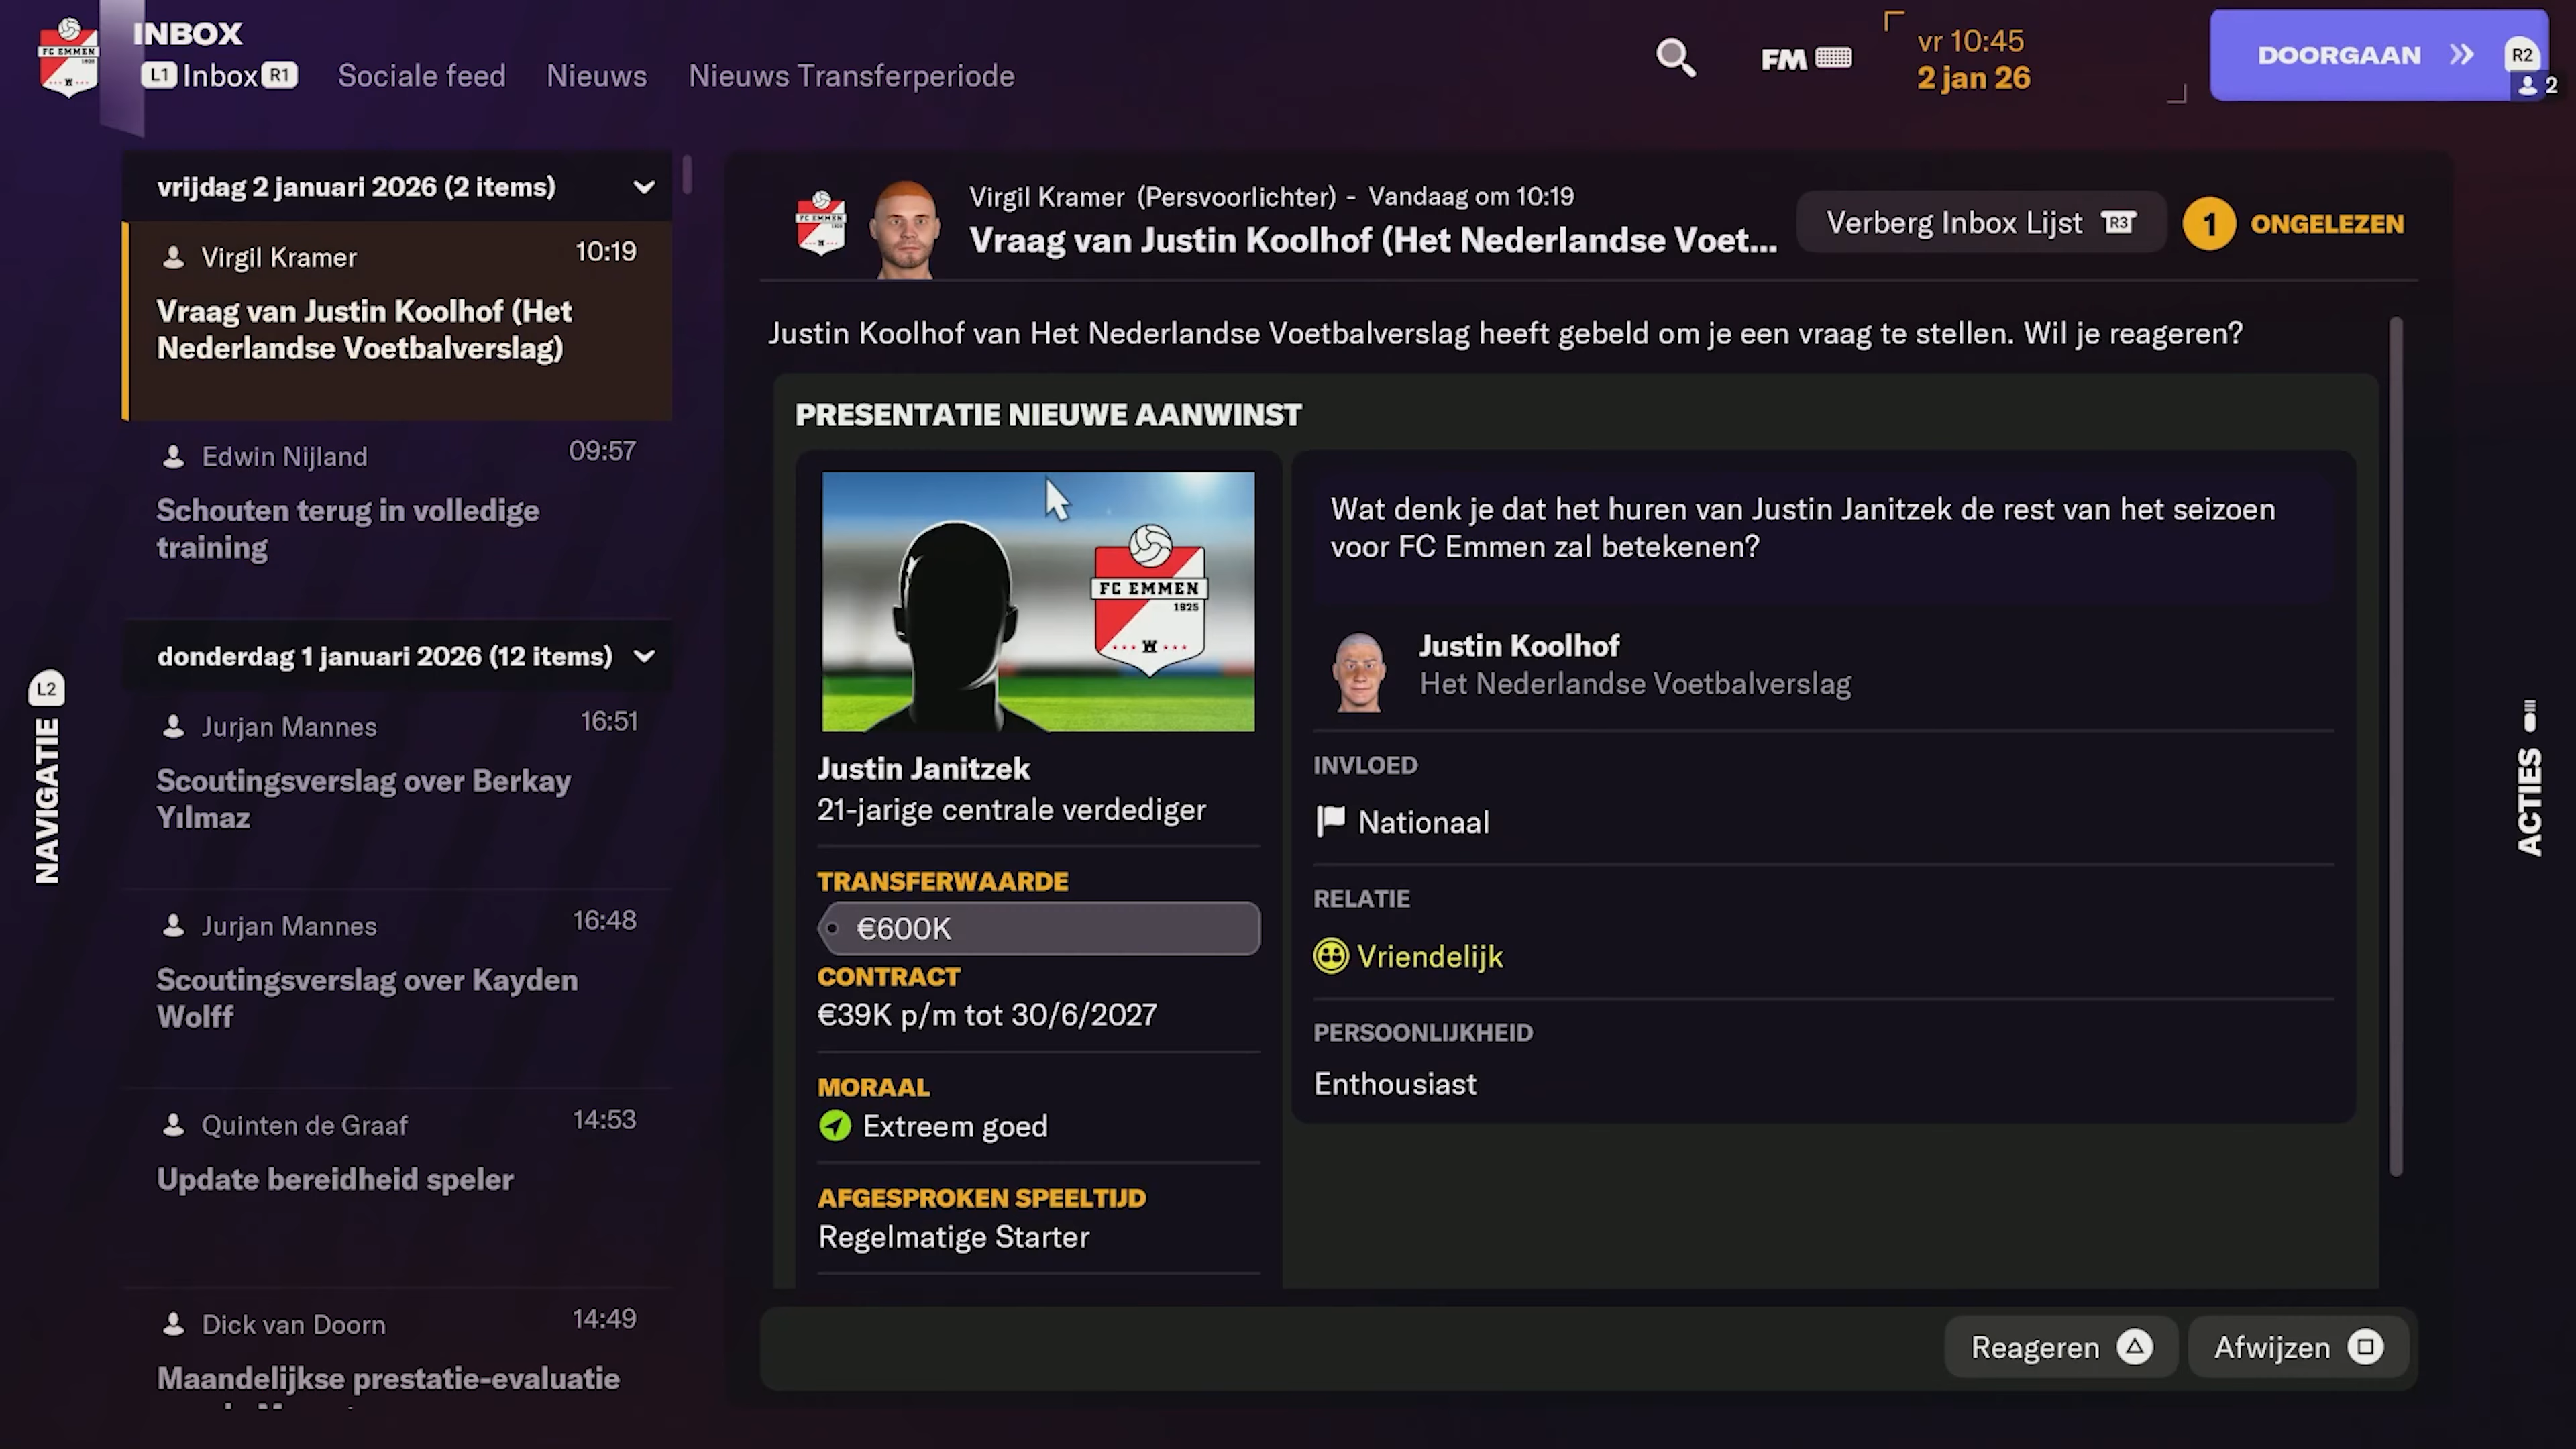 INBOX
L1 Inbox R1 Sociale feed Nieuws Nieuws Transferperiode
FM
vr 10:45
2 jan 26
DOORGAAN R2
2
FC EMMEN
NAVIGATIE L2
vrijdag 2 januari 2026 (2 items)
Virgil Kramer 10:19
Vraag van Justin Koolhof (Het
Nederlandse Voetbalverslag)
Edwin Nijland 09:57
Schouten terug in volledige
training
donderdag 1 januari 2026 (12 items)
Jurjan Mannes 16:51
Scoutingsverslag over Berkay
Yılmaz
Jurjan Mannes 16:48
Scoutingsverslag over Kayden
Wolff
Quinten de Graaf 14:53
Update bereidheid speler
Dick van Doorn 14:49
Maandelijkse prestatie-evaluatie
FC EMMEN
Virgil Kramer (Persvoorlichter) - Vandaag om 10:19
Vraag van Justin Koolhof (Het Nederlandse Voet...
Verberg Inbox Lijst R3
1 ONGELEZEN
Justin Koolhof van Het Nederlandse Voetbalverslag heeft gebeld om je een vraag te stellen. Wil je reageren?
PRESENTATIE NIEUWE AANWINST
FC EMMEN
1925
Justin Janitzek
21-jarige centrale verdediger
TRANSFERWAARDE
€600K
CONTRACT
€39K p/m tot 30/6/2027
MORAAL
Extreem goed
AFGESPROKEN SPEELTIJD
Regelmatige Starter
Wat denk je dat het huren van Justin Janitzek de rest van het seizoen
voor FC Emmen zal betekenen?
Justin Koolhof
Het Nederlandse Voetbalverslag
INVLOED
Nationaal
RELATIE
Vriendelijk
PERSOONLIJKHEID
Enthousiast
Reageren
Afwijzen
ACTIES